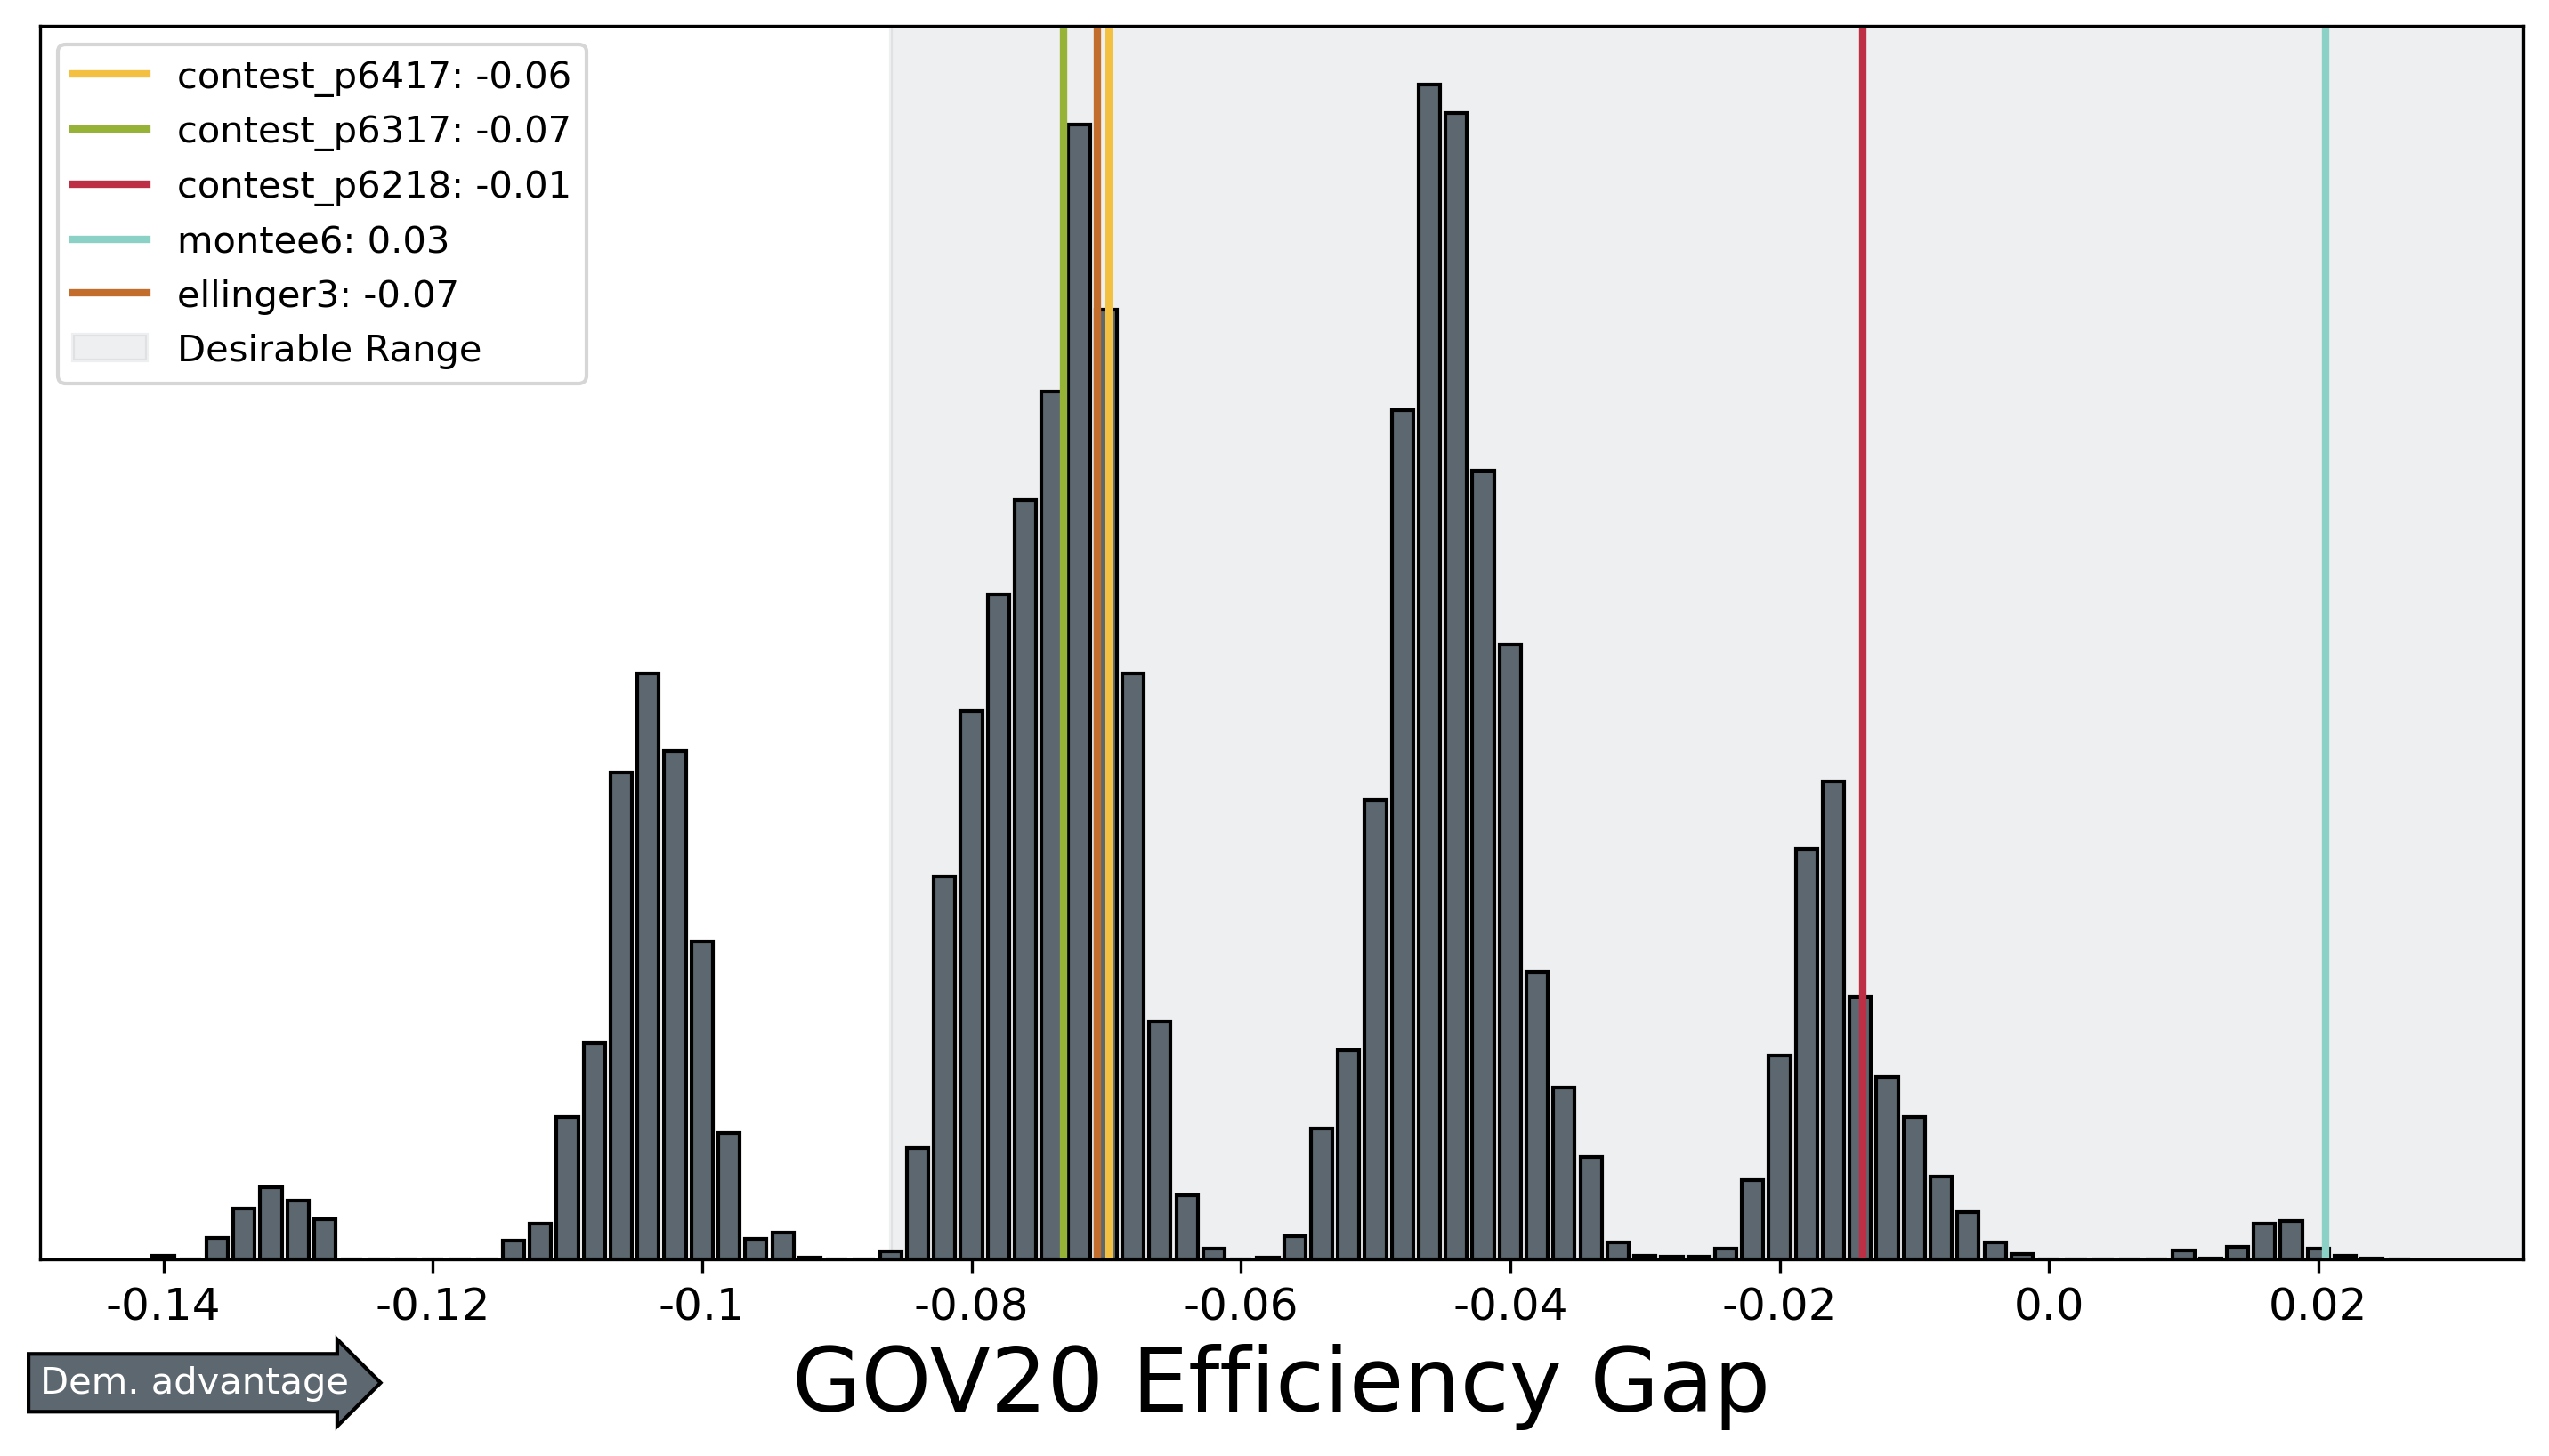 contest_p6417: -0.06
contest_p6317: -0.07
contest_p6218: -0.01
montee6: 0.03
ellinger3: -0.07
Desirable Range
-0.14 -0.12 -0.1 -0.08 -0.06 -0.04 -0.02 0.0 0.02
Dem. advantage
GOV20 Efficiency Gap